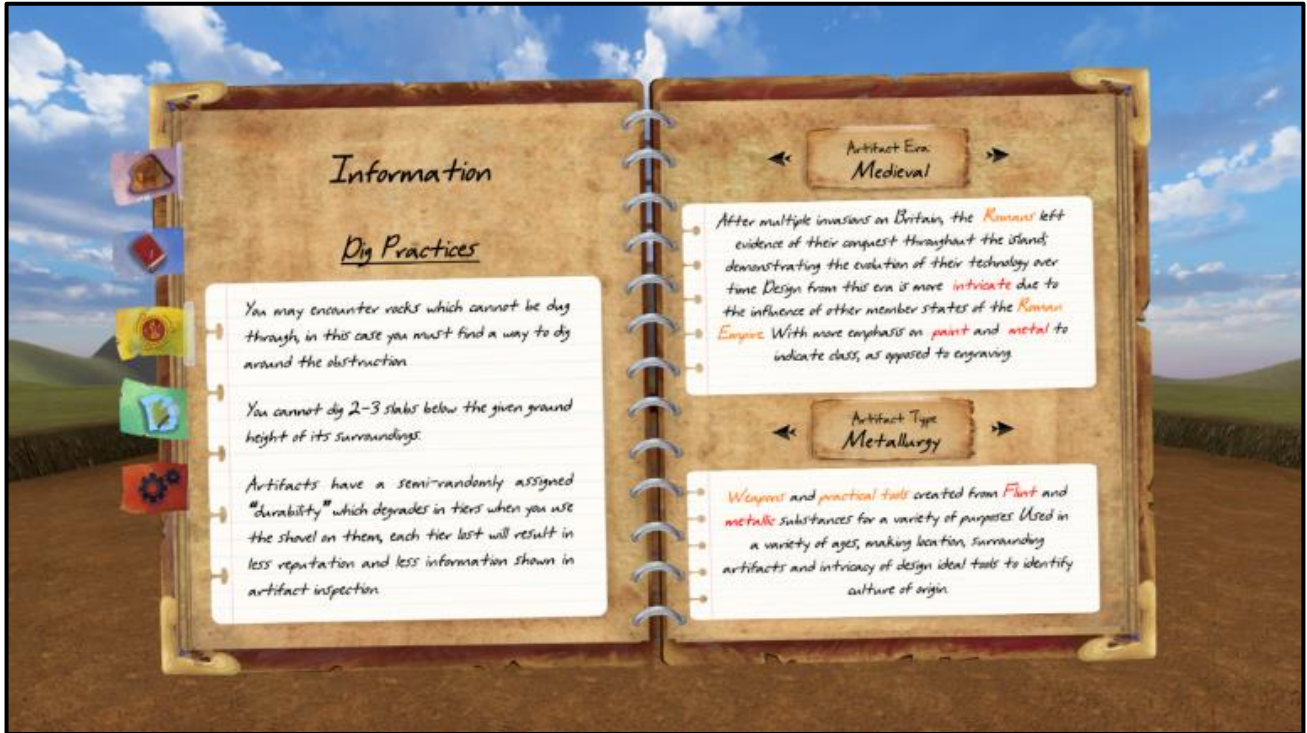 Information
Dig Practices
You may encounter rocks which cannot be dug
through, in this case you must find a way to dig
around the obstruction.
You cannot dig 2-3 slabs below the given ground
height of its surroundings.
Artifacts have a semi-randomly assigned
"durability" which degrades in tiers when you use
the shovel on them, each tier lost will result in
less reputation and less information shown in
artifact inspection.
Artifact Era:
Medieval
After multiple invasions on Britain, the Romans left
evidence of their conquest throughout the island;
demonstrating the evolution of their technology over
time. Design from this era is more intricate due to
the influence of other member states of the Roman
Empire. With more emphasis on paint and metal to
indicate class, as opposed to engraving.
Artifact Type
Metallurgy
Weapons and practical tools created from Flint and
metallic substances for a variety of purposes. Used in
a variety of ages, making location, surrounding
artifacts and intricacy of design ideal tools to identify
culture of origin.